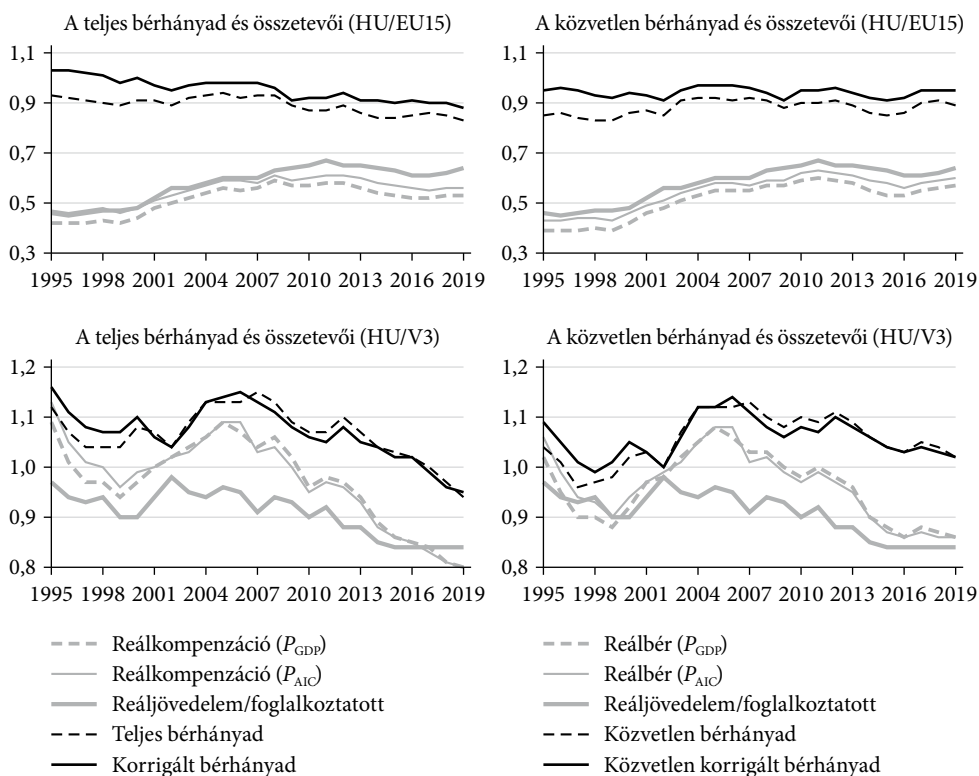 A teljes bérhányad és összetevői (HU/EU15)
1,1
0,9
0,7
0,5
0,3
1995 1998 2001 2004 2007 2010 2013 2016 2019
A közvetlen bérhányad és összetevői (HU/EU15)
1,1
0,9
0,7
0,5
0,3
1995 1998 2001 2004 2007 2010 2013 2016 2019
A teljes bérhányad és összetevői (HU/V3)
1,2
1,1
1,0
0,9
0,8
1995 1998 2001 2004 2007 2010 2013 2016 2019
A közvetlen bérhányad és összetevői (HU/V3)
1,2
1,1
1,0
0,9
0,8
1995 1998 2001 2004 2007 2010 2013 2016 2019
Reálkompenzáció (PGDP)
Reálkompenzáció (PAIC)
Reáljövedelem/foglalkoztatott
Teljes bérhányad
Korrigált bérhányad
Reálbér (PGDP)
Reálbér (PAIC)
Reáljövedelem/foglalkoztatott
Közvetlen bérhányad
Közvetlen korrigált bérhányad